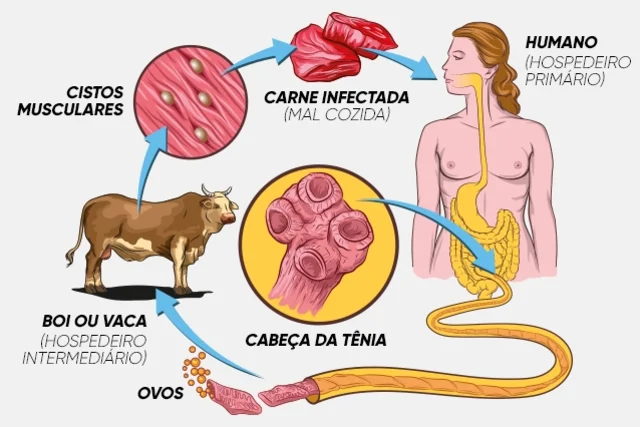 HUMANO
(HOSPEDEIRO
PRIMÁRIO)
CISTOS
MUSCULARES
CARNE INFECTADA
(MAL COZIDA)
BOI OU VACA
(HOSPEDEIRO
INTERMEDIÁRIO)
CABEÇA DA TÊNIA
OVOS